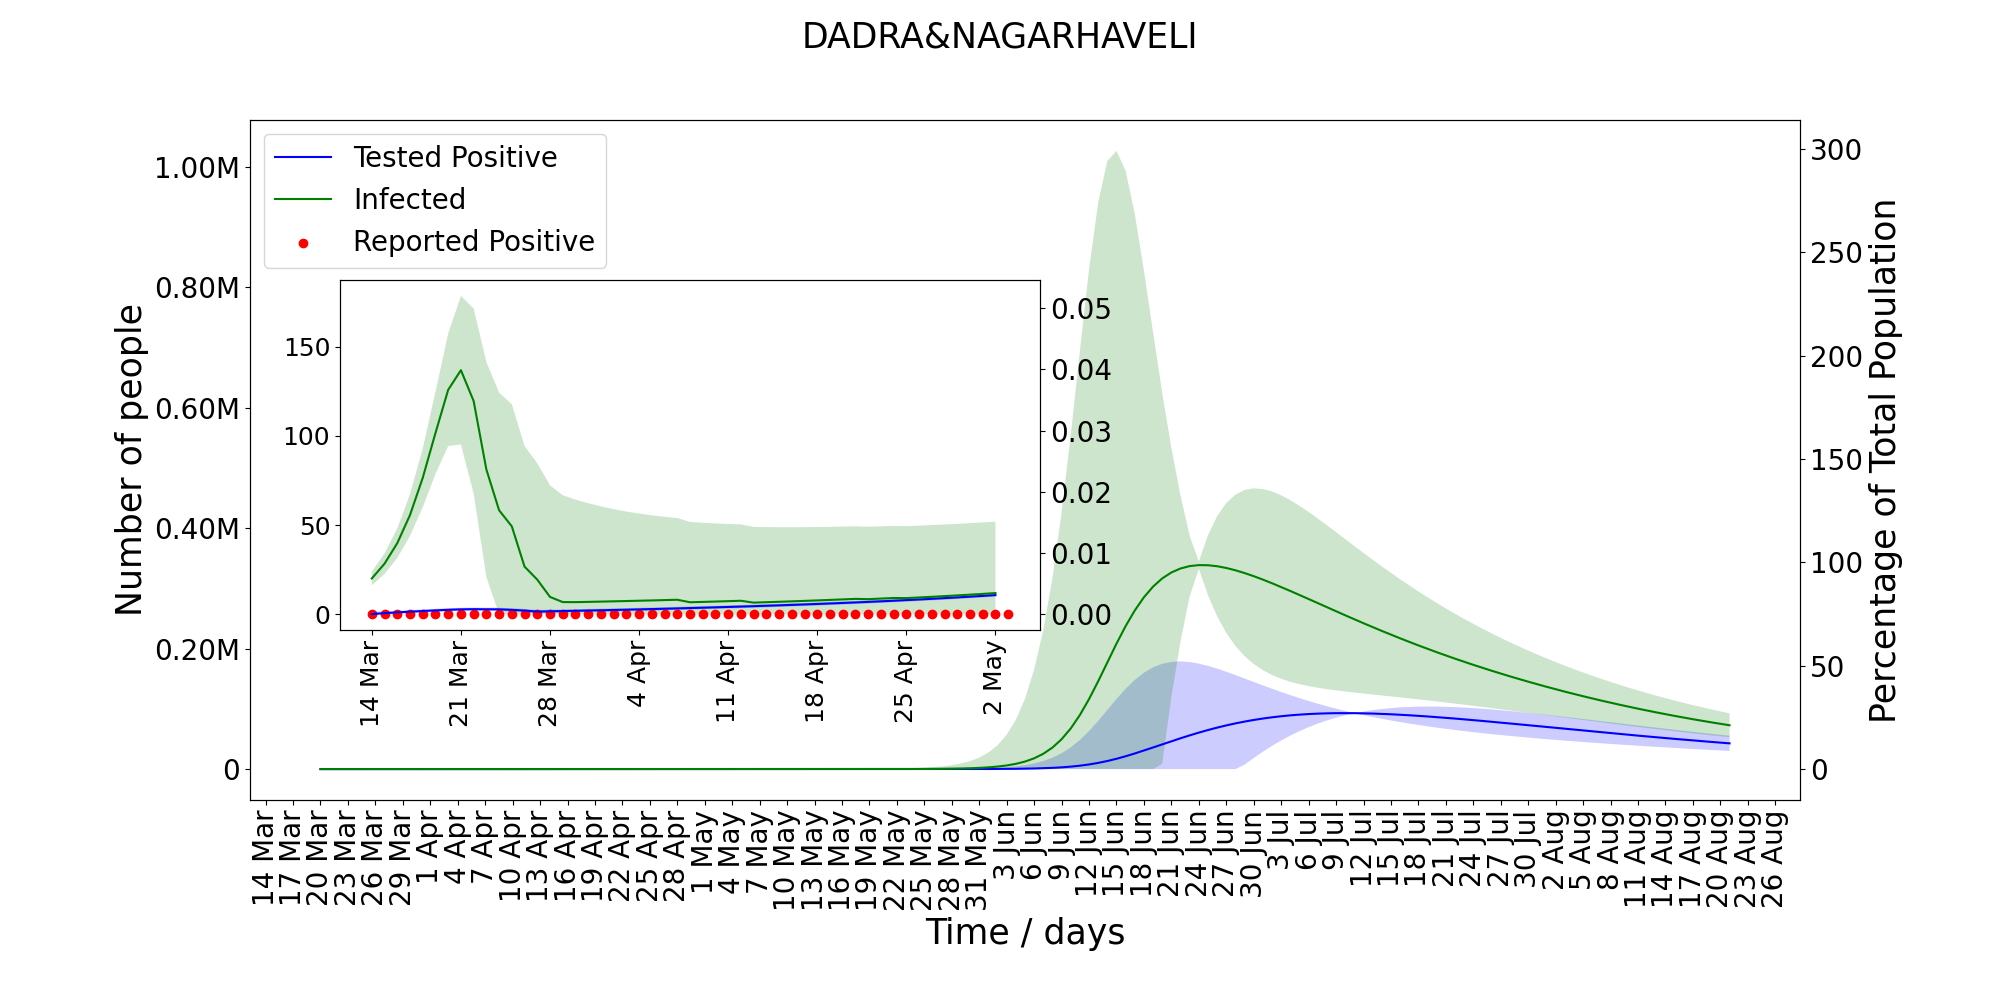 DADRA&NAGARHAVELI
Tested Positive
Infected
Reported Positive
Number of people
1.00M
0.80M
0.60M
0.40M
0.20M
0
150
100
50
0
0.05
0.04
0.03
0.02
0.01
0.00
14 Mar
21 Mar
28 Mar
4 Apr
11 Apr
18 Apr
25 Apr
2 May
300
250
200
150
100
50
0
Percentage of Total Population
14 Mar
17 Mar
20 Mar
23 Mar
26 Mar
29 Mar
1 Apr
4 Apr
7 Apr
10 Apr
13 Apr
16 Apr
19 Apr
22 Apr
25 Apr
28 Apr
1 May
4 May
7 May
10 May
13 May
16 May
19 May
22 May
25 May
28 May
31 May
3 Jun
6 Jun
9 Jun
12 Jun
15 Jun
18 Jun
21 Jun
24 Jun
27 Jun
30 Jun
3 Jul
6 Jul
9 Jul
12 Jul
15 Jul
18 Jul
21 Jul
24 Jul
27 Jul
30 Jul
2 Aug
5 Aug
8 Aug
11 Aug
14 Aug
17 Aug
20 Aug
23 Aug
26 Aug
Time / days